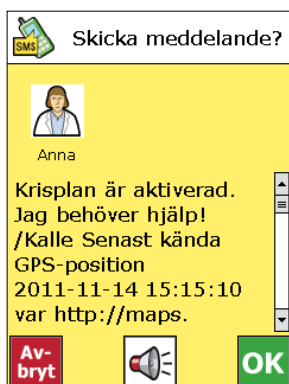 SMS
Skicka meddelande?
Anna
Krisplan är aktiverad.
Jag behöver hjälp!
/Kalle Senast kända
GPS-position
2011-11-14 15:15:10
var http://maps.
Av-
bryt
OK